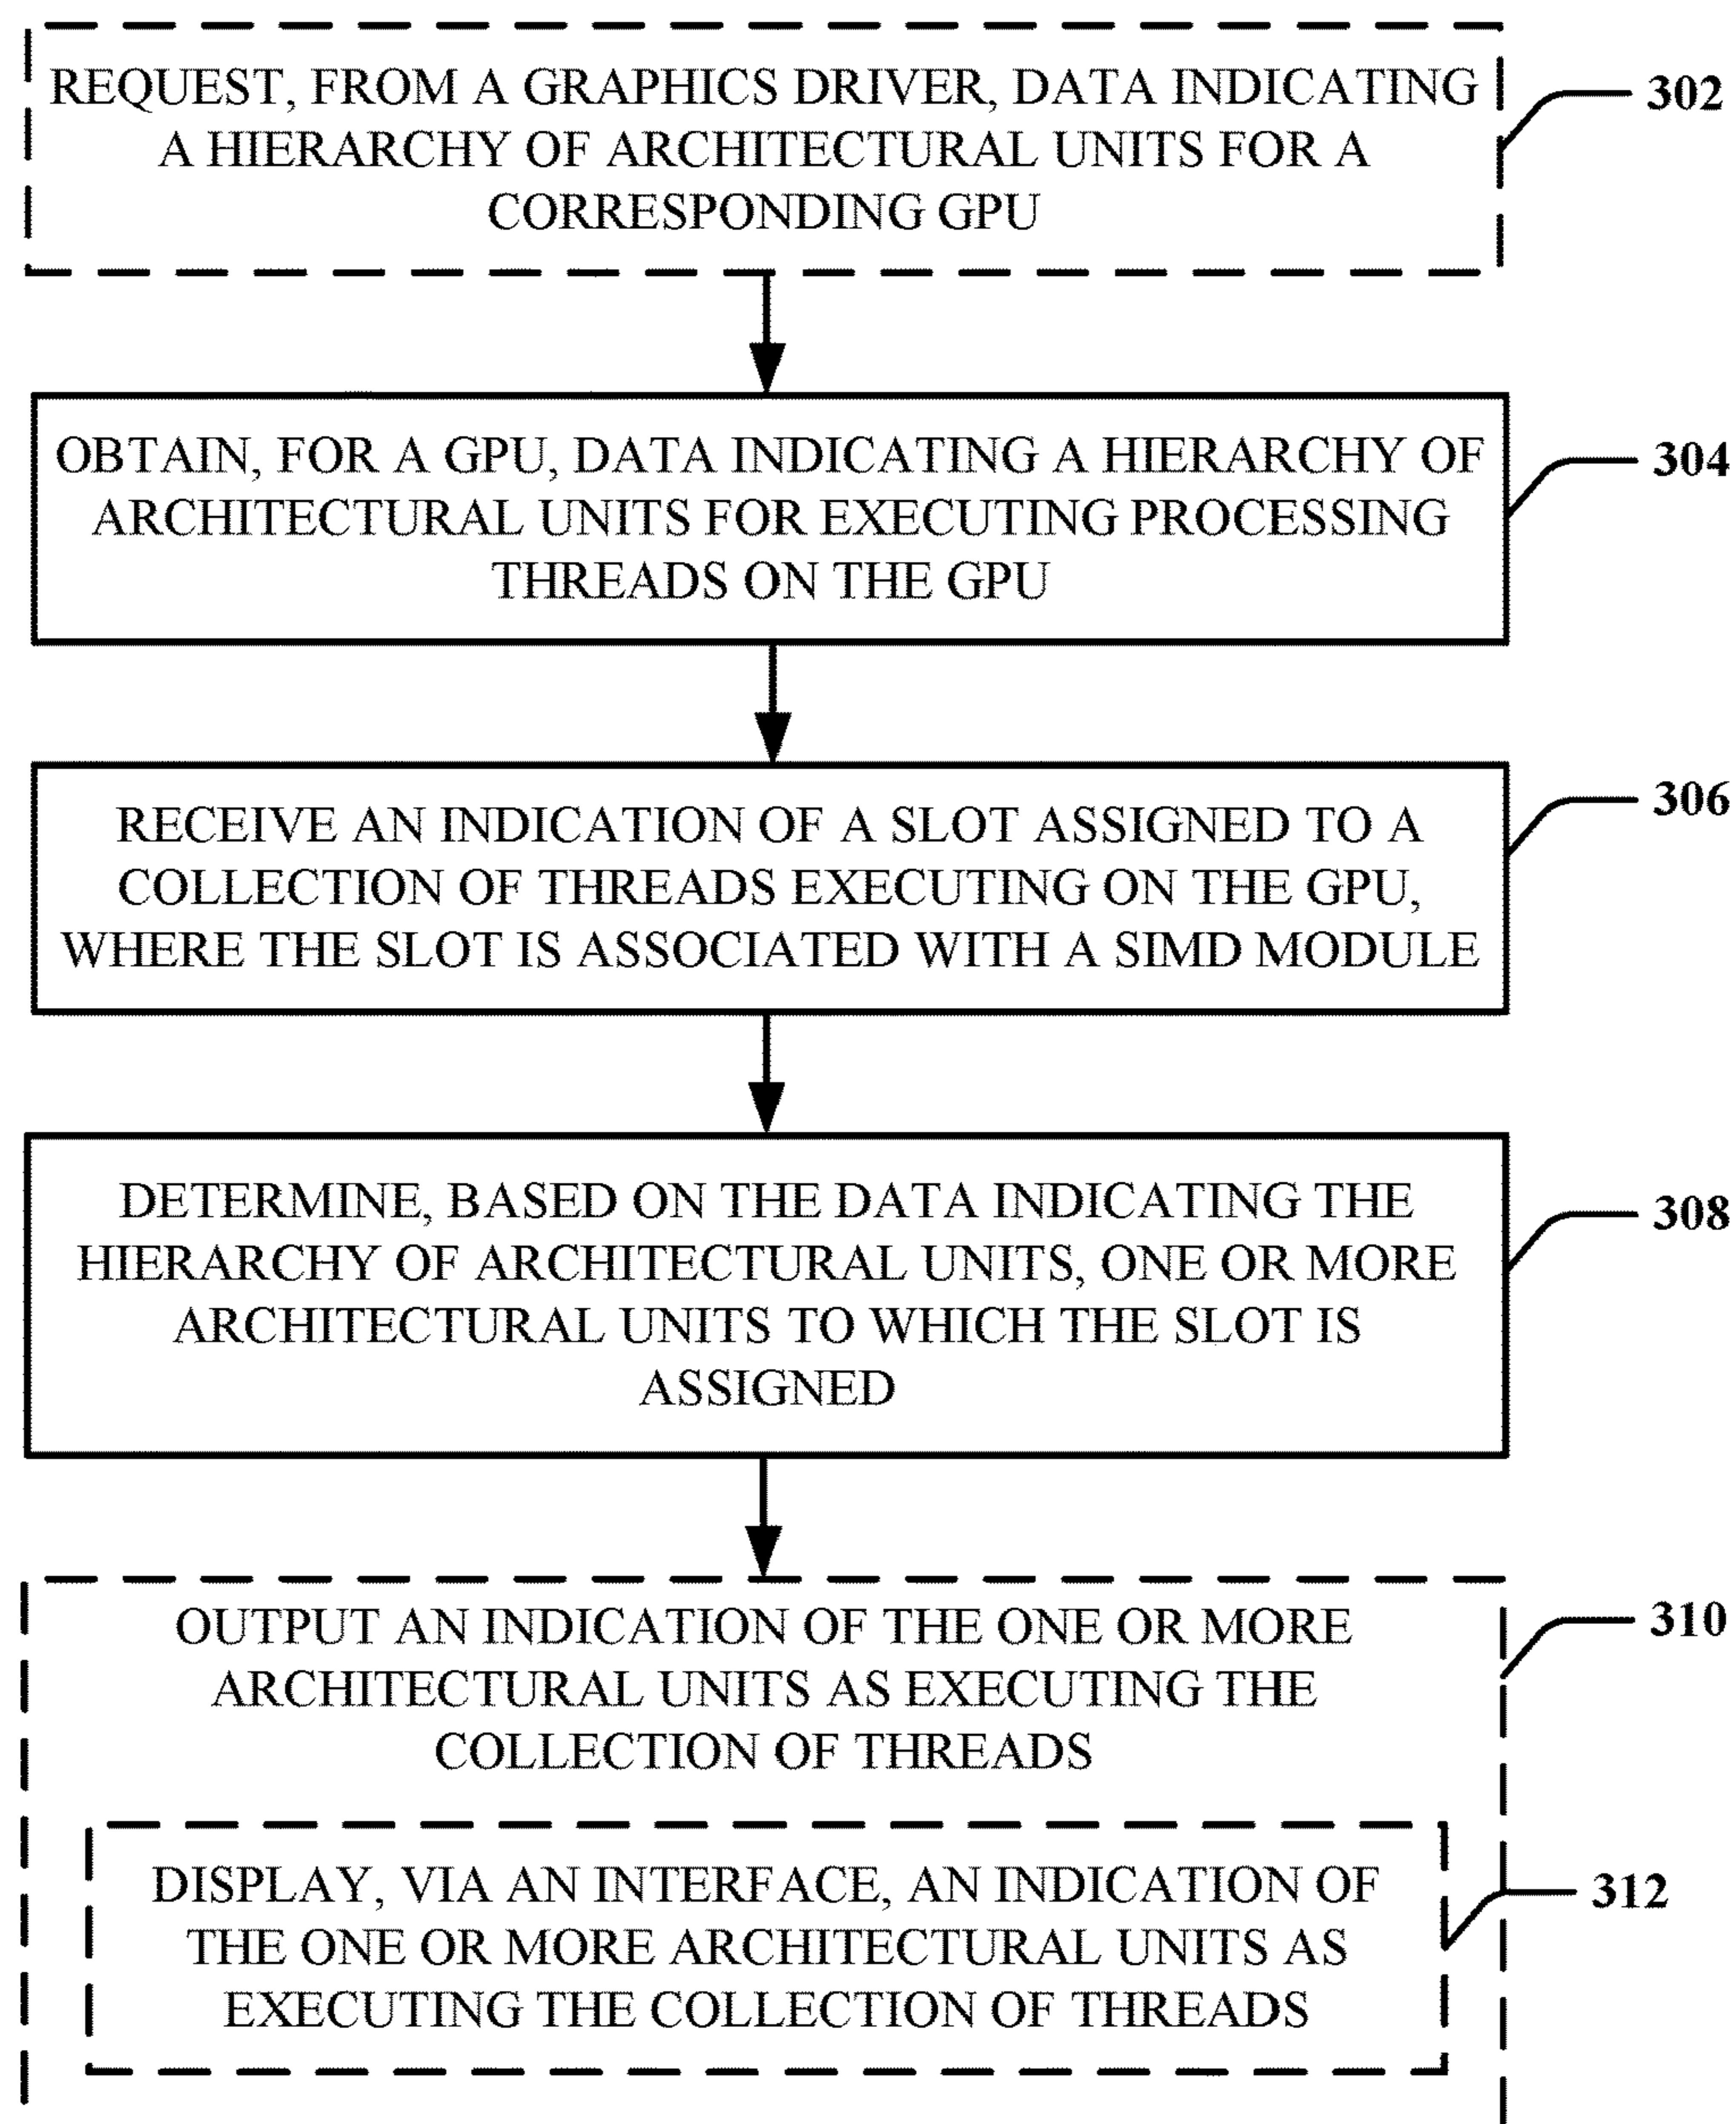 REQUEST, FROM A GRAPHICS DRIVER, DATA INDICATING
A HIERARCHY OF ARCHITECTURAL UNITS FOR A
CORRESPONDING GPU
302
OBTAIN, FOR A GPU, DATA INDICATING A HIERARCHY OF
ARCHITECTURAL UNITS FOR EXECUTING PROCESSING
THREADS ON THE GPU
304
RECEIVE AN INDICATION OF A SLOT ASSIGNED TO A
COLLECTION OF THREADS EXECUTING ON THE GPU,
WHERE THE SLOT IS ASSOCIATED WITH A SIMD MODULE
306
DETERMINE, BASED ON THE DATA INDICATING THE
HIERARCHY OF ARCHITECTURAL UNITS, ONE OR MORE
ARCHITECTURAL UNITS TO WHICH THE SLOT IS
ASSIGNED
308
OUTPUT AN INDICATION OF THE ONE OR MORE
ARCHITECTURAL UNITS AS EXECUTING THE
COLLECTION OF THREADS
310
DISPLAY, VIA AN INTERFACE, AN INDICATION OF
THE ONE OR MORE ARCHITECTURAL UNITS AS
EXECUTING THE COLLECTION OF THREADS
312